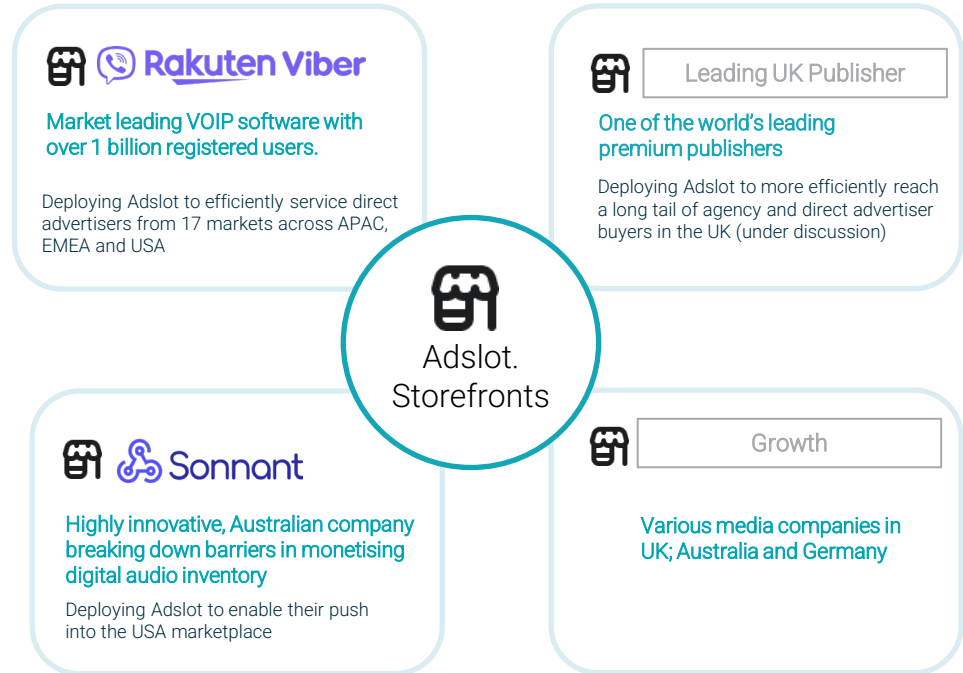 Rakuten Viber
Market leading VOIP software with
over 1 billion registered users.
Deploying Adslot to efficiently service direct
advertisers from 17 markets across APAC,
EMEA and USA
Leading UK Publisher
One of the world's leading
premium publishers
Deploying Adslot to more efficiently reach
a long tail of agency and direct advertiser
buyers in the UK (under discussion)
Adslot.
Storefronts
Sonnant
Highly innovative, Australian company
breaking down barriers in monetising
digital audio inventory
Deploying Adslot to enable their push
into the USA marketplace
Growth
Various media companies in
UK; Australia and Germany